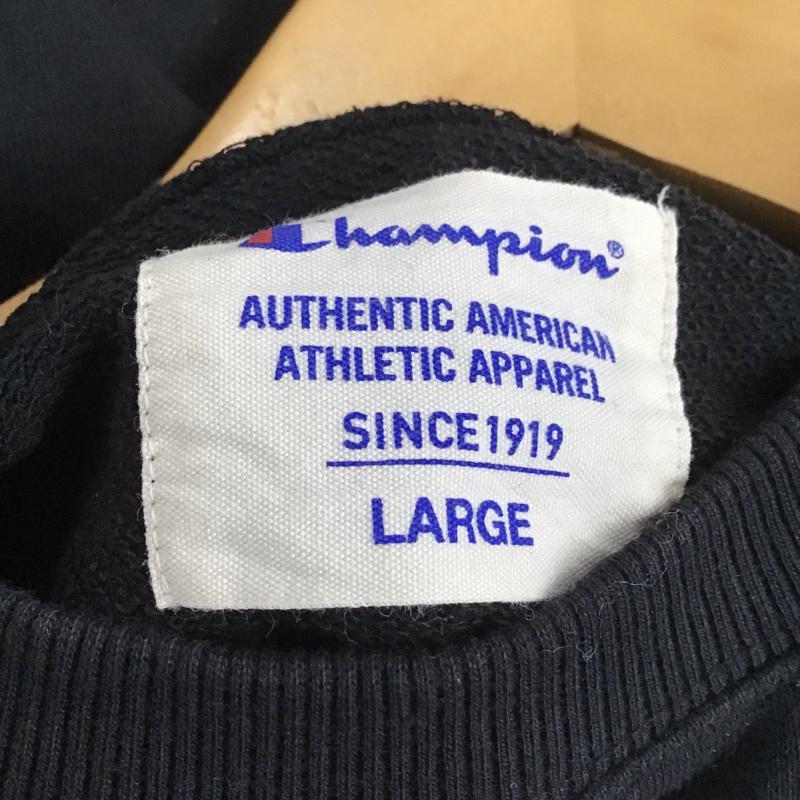 Champion®
AUTHENTIC AMERICAN
ATHLETIC APPAREL
SINCE 1919
LARGE